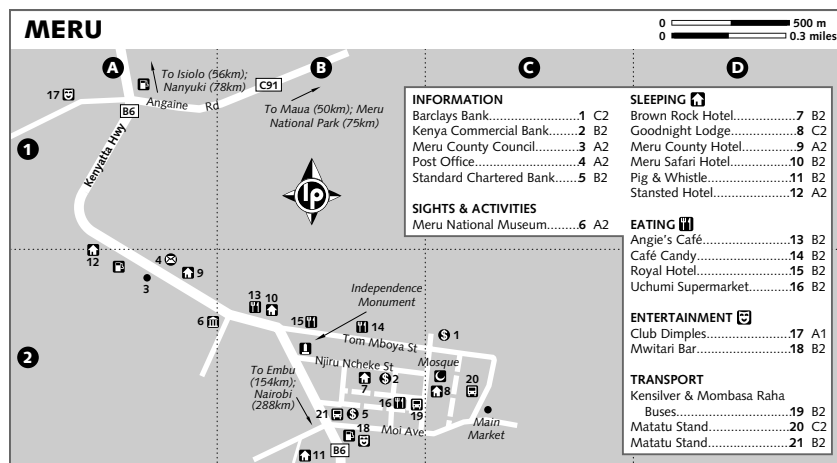 MERU
0 500 m
0 0.3 miles
A
B
C
D
1
2
To Isiolo (56km);
Nanyuki (78km)
C91
17
Angaine Rd
B6
To Maua (50km); Meru
National Park (75km)
Kenyatta Hwy
lp
INFORMATION
Barclays Bank...........................1 C2
Kenya Commercial Bank........2 B2
Meru County Council..............3 A2
Post Office...............................4 A2
Standard Chartered Bank.......5 B2
SIGHTS & ACTIVITIES
Meru National Museum.........6 A2
SLEEPING
Brown Rock Hotel....................7 B2
Goodnight Lodge.....................8 C2
Meru County Hotel..................9 A2
Meru Safari Hotel...................10 B2
Pig & Whistle..........................11 B2
Stansted Hotel........................12 A2
EATING
Angie's Café............................13 B2
Café Candy..............................14 B2
Royal Hotel..............................15 B2
Uchumi Supermarket..............16 B2
ENTERTAINMENT
Club Dimples...........................17 A1
Mwitari Bar..............................18 B2
TRANSPORT
Kensilver & Mombasa Raha
Buses...................................19 B2
Matatu Stand..........................20 C2
Matatu Stand..........................21 B2
12
4
9
3
6
13
10
15
14
Independence
Monument
$ 1
Tom Mboya St
Njiru Ncheke St
Mosque
To Embu
(154km);
Nairobi
(288km)
7
$ 2
8
20
16
19
21
$ 5
18
Moi Ave
Main
Market
B6
11